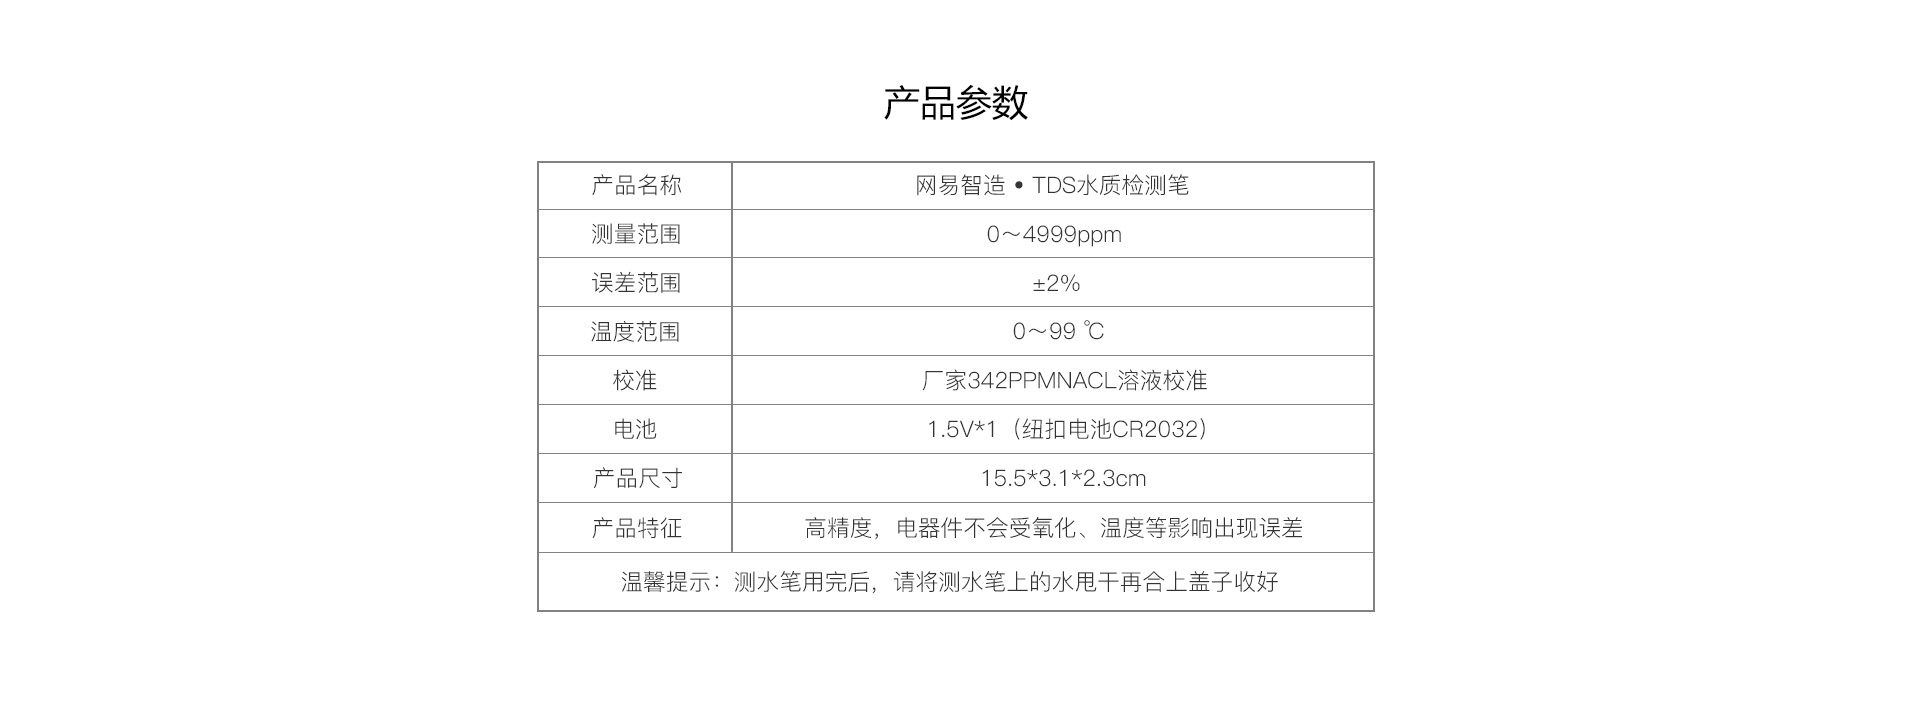 产品参数
产品名称 网易智造 • TDS水质检测笔
测量范围 0～4999ppm
误差范围 ±2%
温度范围 0～99 ℃
校准 厂家342PPMNACL溶液校准
电池 1.5V*1（纽扣电池CR2032）
产品尺寸 15.5*3.1*2.3cm
产品特征 高精度，电器件不会受氧化、温度等影响出现误差
温馨提示：测水笔用完后，请将测水笔上的水甩干再合上盖子收好